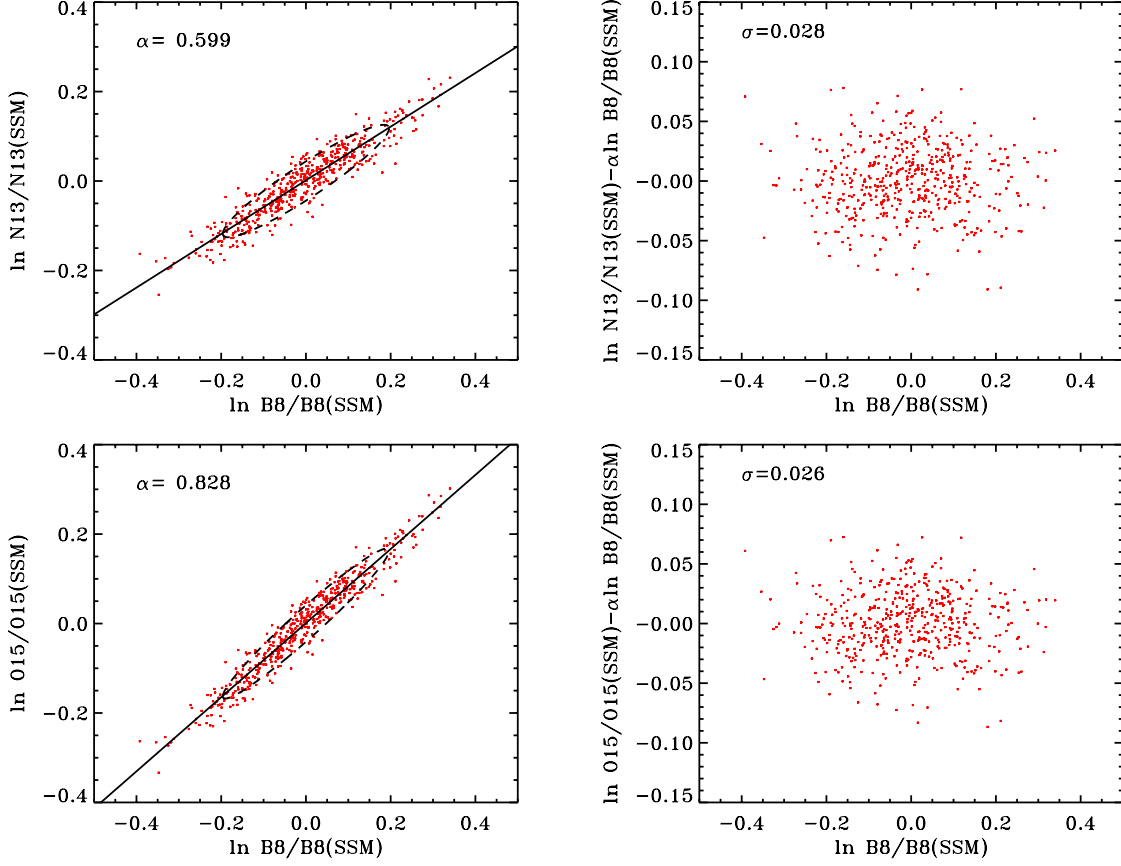 α= 0.599
ln N13/N13(SSM)
0.4
0.2
0.0
−0.2
−0.4
−0.4 −0.2 0.0 0.2 0.4
ln B8/B8(SSM)
σ=0.028
ln N13/N13(SSM)−αln B8/B8(SSM)
0.15
0.10
0.05
−0.00
−0.05
−0.10
−0.15
−0.4 −0.2 0.0 0.2 0.4
ln B8/B8(SSM)
α= 0.828
ln O15/O15(SSM)
0.4
0.2
0.0
−0.2
−0.4
−0.4 −0.2 0.0 0.2 0.4
ln B8/B8(SSM)
σ=0.026
ln O15/O15(SSM)−αln B8/B8(SSM)
0.15
0.10
0.05
−0.00
−0.05
−0.10
−0.15
−0.4 −0.2 0.0 0.2 0.4
ln B8/B8(SSM)